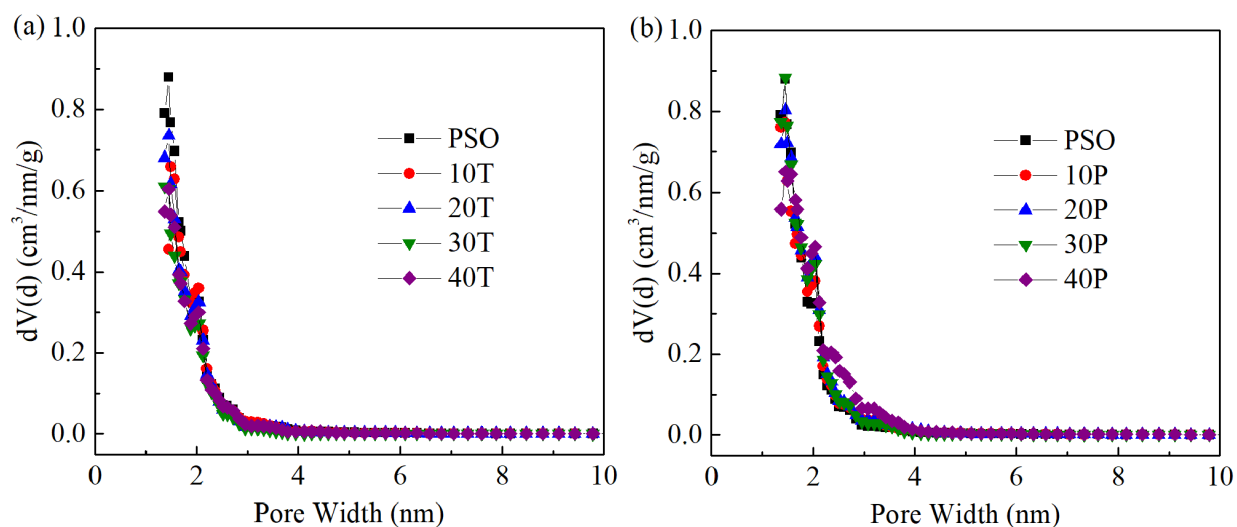 (a)
1.0
0.8
0.6
0.4
0.2
0.0
dV(d) (cm³/nm/g)
PSO
10T
20T
30T
40T
0 2 4 6 8 10
Pore Width (nm)
(b)
1.0
0.8
0.6
0.4
0.2
0.0
dV(d) (cm³/nm/g)
PSO
10P
20P
30P
40P
0 2 4 6 8 10
Pore Width (nm)